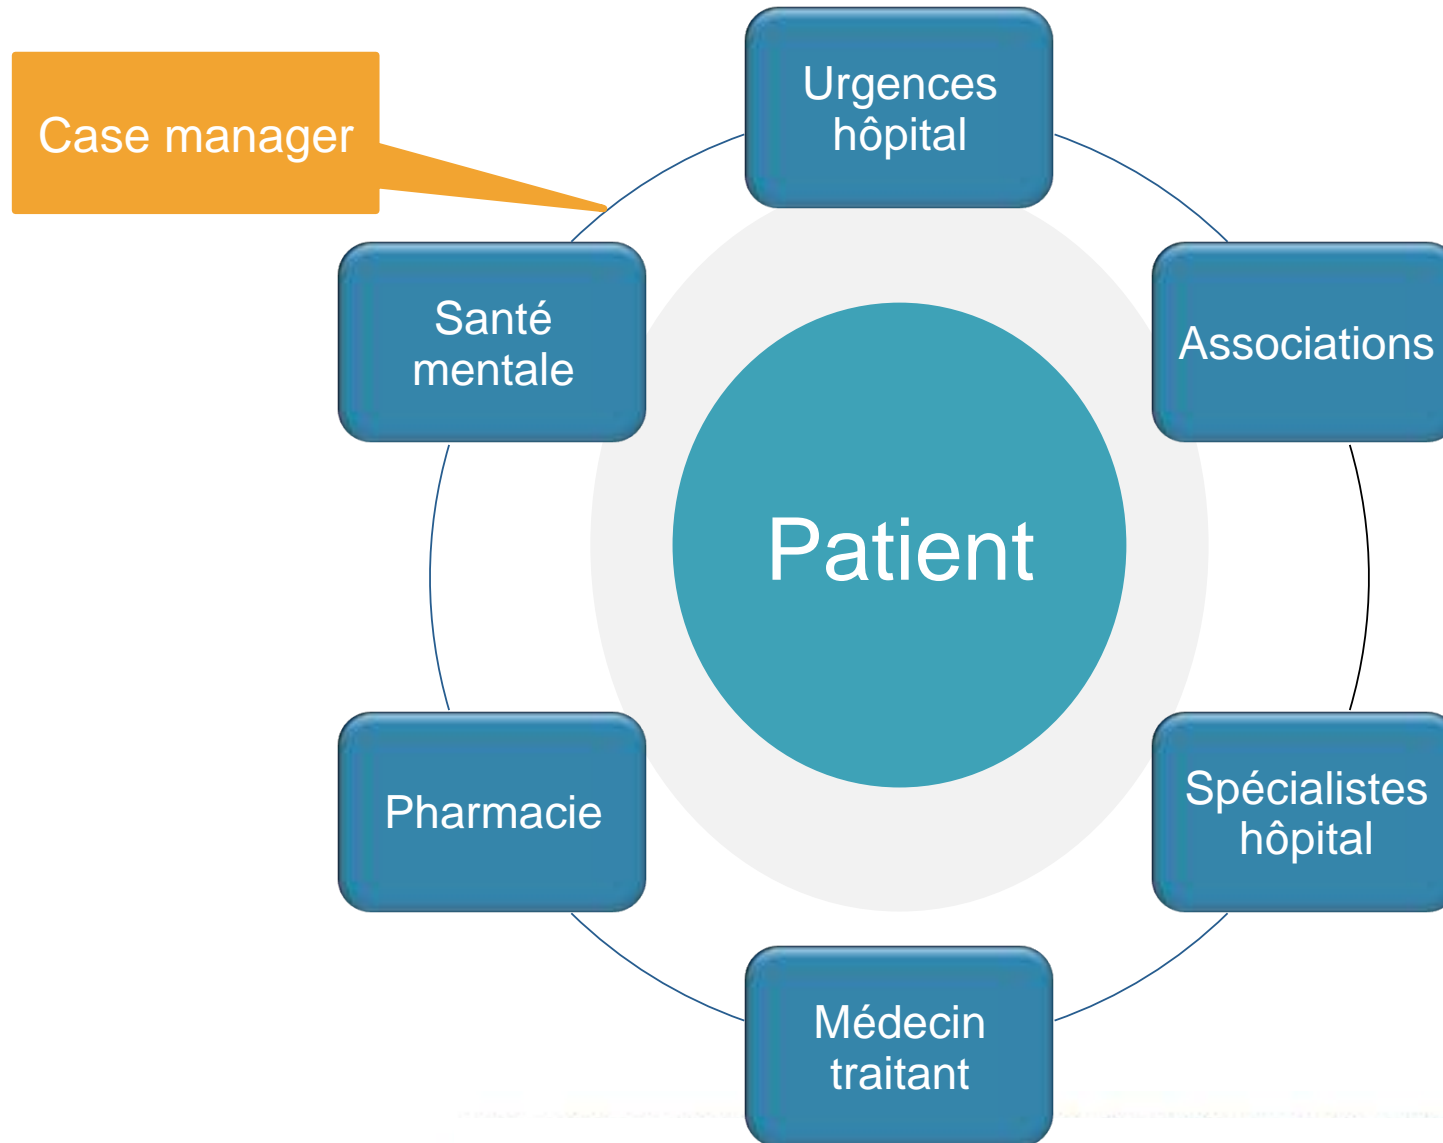 Case manager
Urgences
hôpital
Santé
mentale
Associations
Patient
Pharmacie
Spécialistes
hôpital
Médecin
traitant